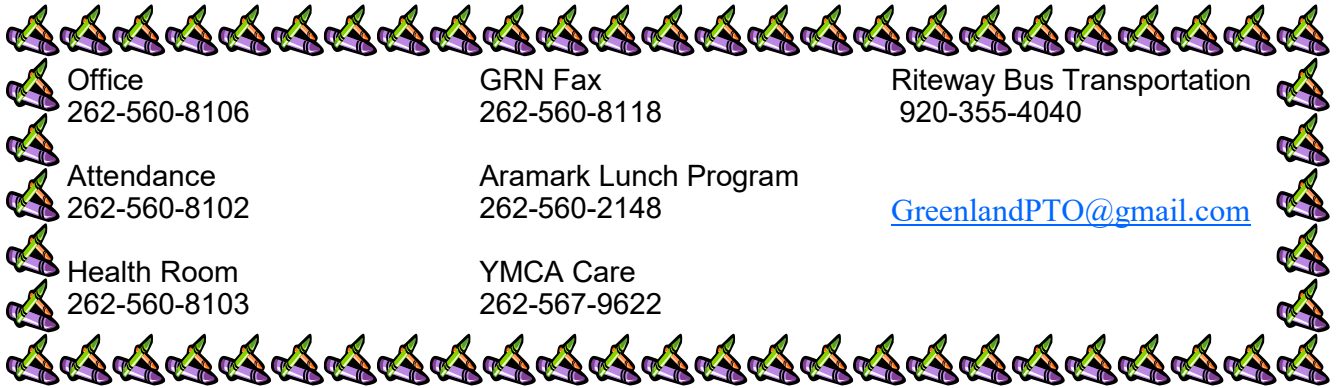 Office
262-560-8106
Attendance
262-560-8102
Health Room
262-560-8103
GRN Fax
262-560-8118
Aramark Lunch Program
262-560-2148
YMCA Care
262-567-9622
Riteway Bus Transportation
920-355-4040
GreenlandPTO@gmail.com